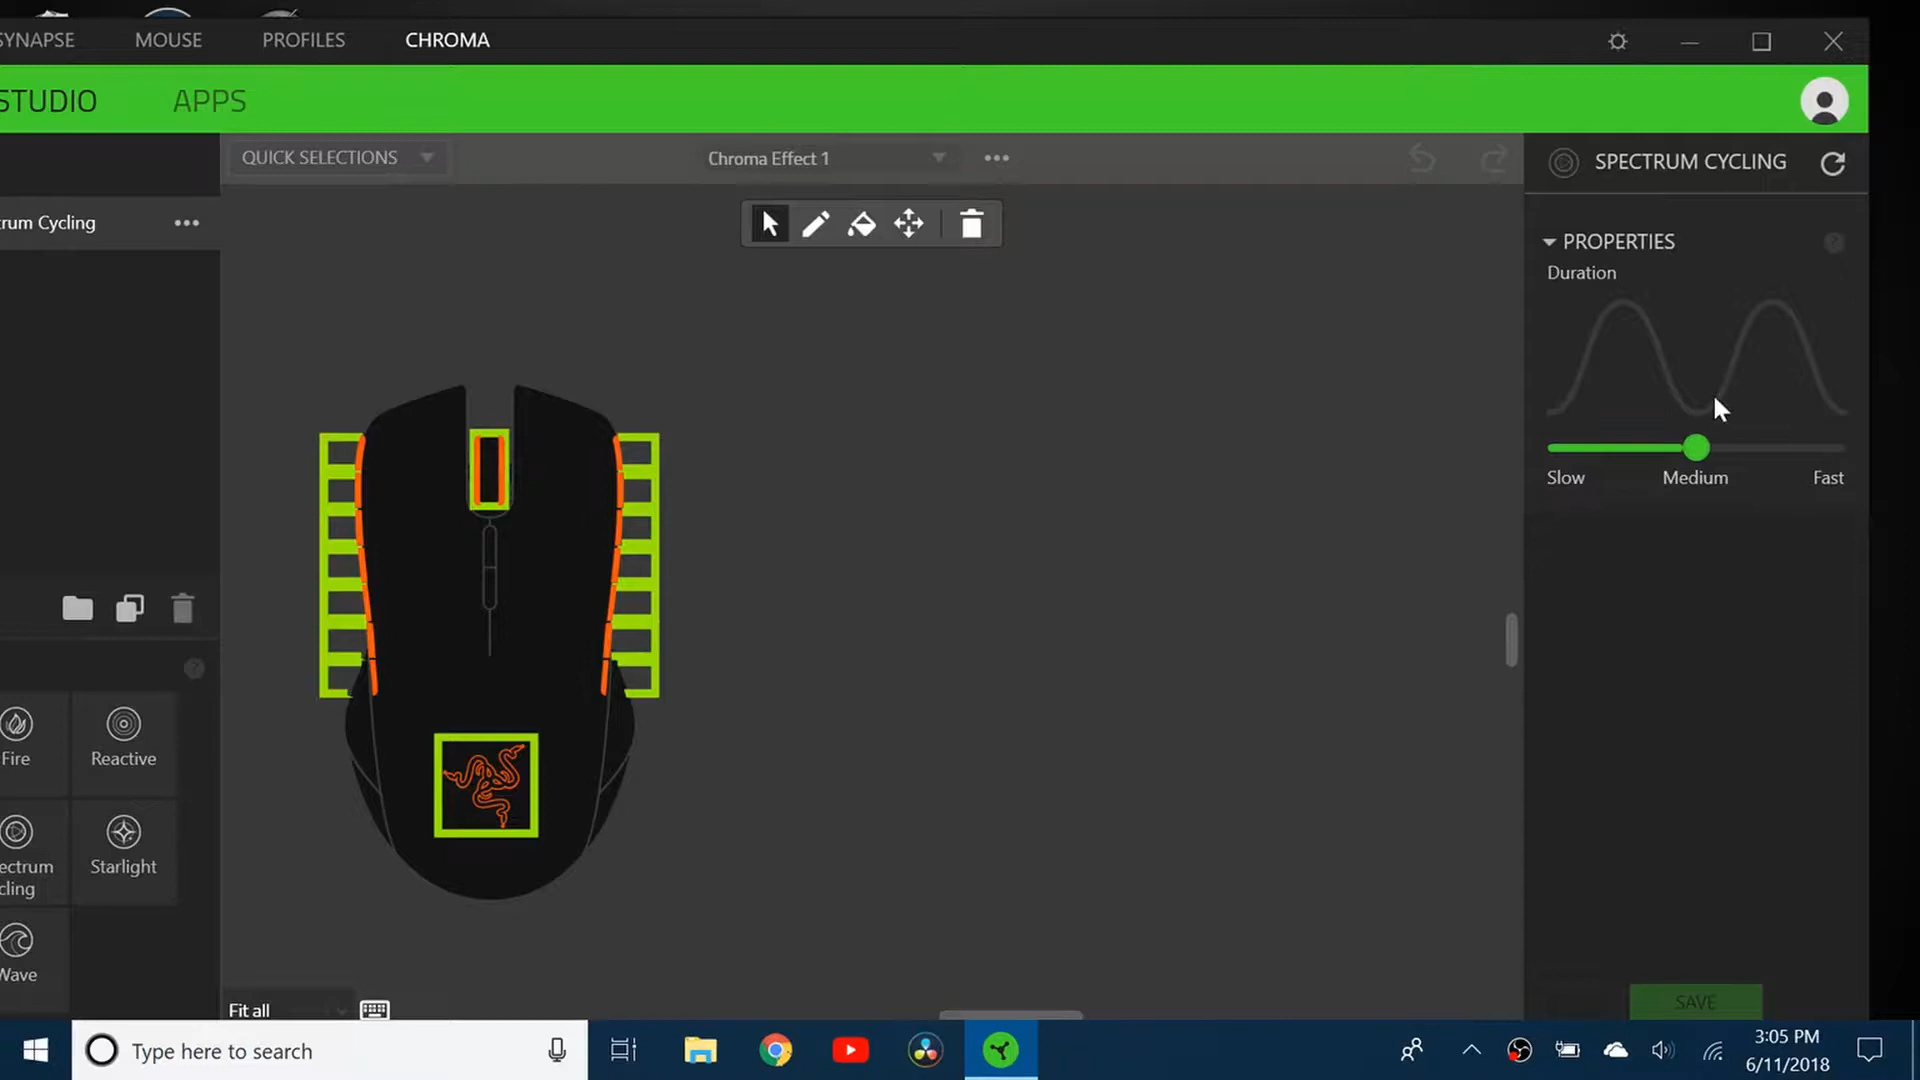 SYNAPSE MOUSE PROFILES CHROMA
STUDIO APPS
QUICK SELECTIONS Chroma Effect 1 SPECTRUM CYCLING
rum Cycling
PROPERTIES
Duration
Slow Medium Fast
Fire Reactive
ectrum
cling
Starlight
Wave
Fit all
SAVE
Type here to search
3:05 PM
6/11/2018